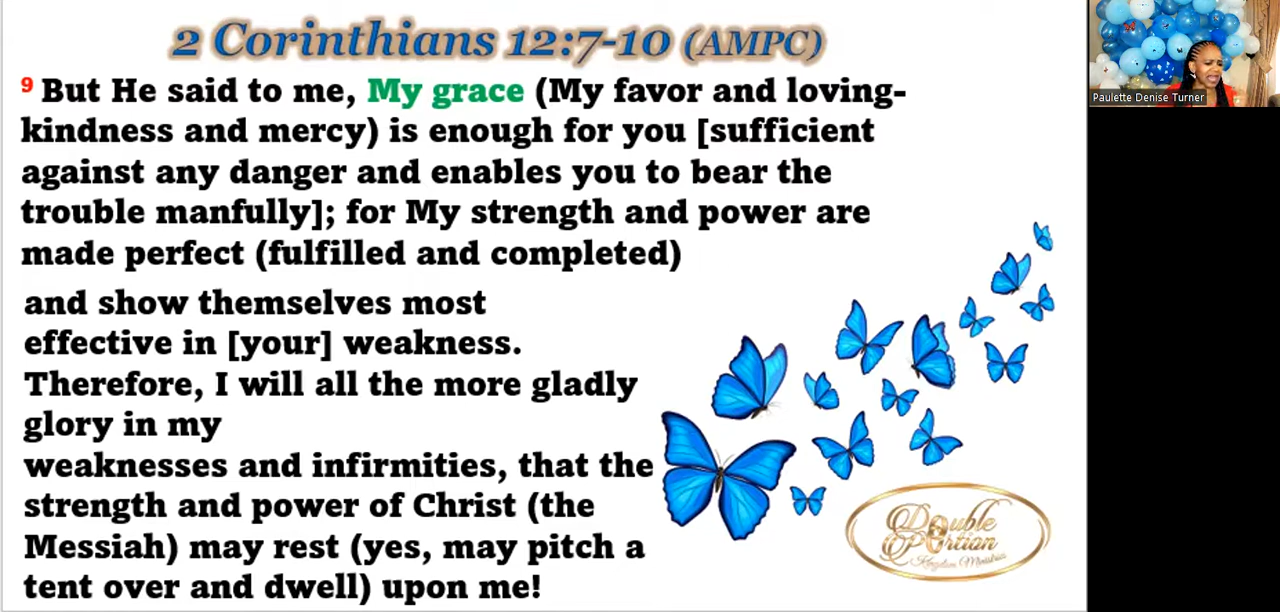 2 Corinthians 12:7-10 (AMPC)
9 But He said to me, My grace (My favor and loving-
kindness and mercy) is enough for you [sufficient
against any danger and enables you to bear the
trouble manfully]; for My strength and power are
made perfect (fulfilled and completed)
and show themselves most
effective in [your] weakness.
Therefore, I will all the more gladly
glory in my
weaknesses and infirmities, that the
strength and power of Christ (the
Messiah) may rest (yes, may pitch a
tent over and dwell) upon me!
Double
Portion
Kingdom Ministries
Paulette Denise Turner